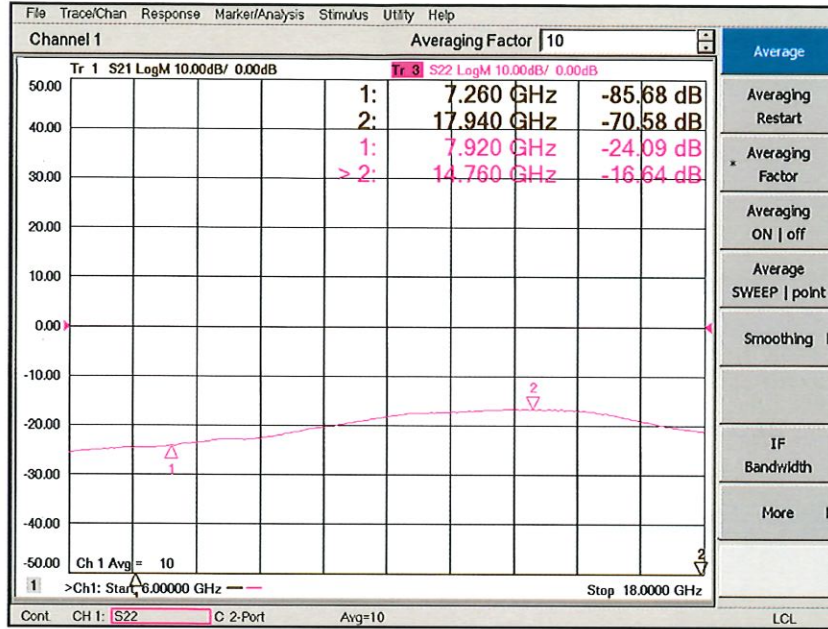 File Trace/Chan Response Marker/Analysis Stimulus Utility Help
Channel 1 Averaging Factor 10
Tr 1 S21 LogM 10.00dB/ 0.00dB Tr 3 S22 LogM 10.00dB/ 0.00dB
1: 7.260 GHz -85.68 dB
2: 17.940 GHz -70.58 dB
1: 7.920 GHz -24.09 dB
> 2: 14.760 GHz -16.64 dB
50.00
40.00
30.00
20.00
10.00
0.00
-10.00
-20.00
-30.00
-40.00
-50.00
2
1
2
Ch 1 Avg = 10
1 >Ch1: Start 6.00000 GHz Stop 18.0000 GHz
Cont. CH 1: S22 C 2-Port Avg=10 LCL
Average
Averaging
Restart
* Averaging
Factor
Averaging
ON | off
Average
SWEEP | point
Smoothing
IF
Bandwidth
More